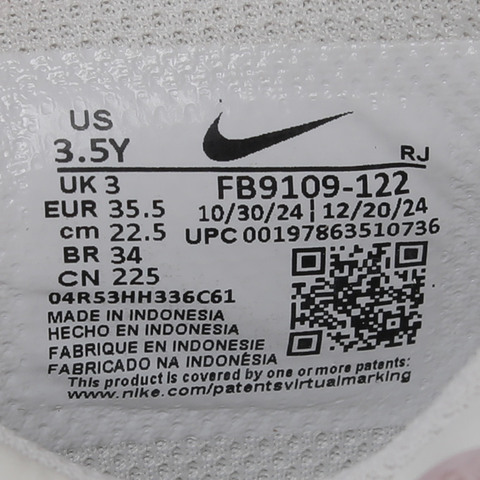 US
3.5Y
RJ
UK 3
FB9109-122
EUR 35.5
10/30/24 | 12/20/24
cm 22.5
UPC 00197863510736
BR 34
CN 225
04R53HH336C61
MADE IN INDONESIA
HECHO EN INDONESIA
FABRIQUE EN INDONESIE
FABRICADO NA INDONÉSIA
This product is covered by one or more patents:
www.nike.com/patentsvirtualmarking